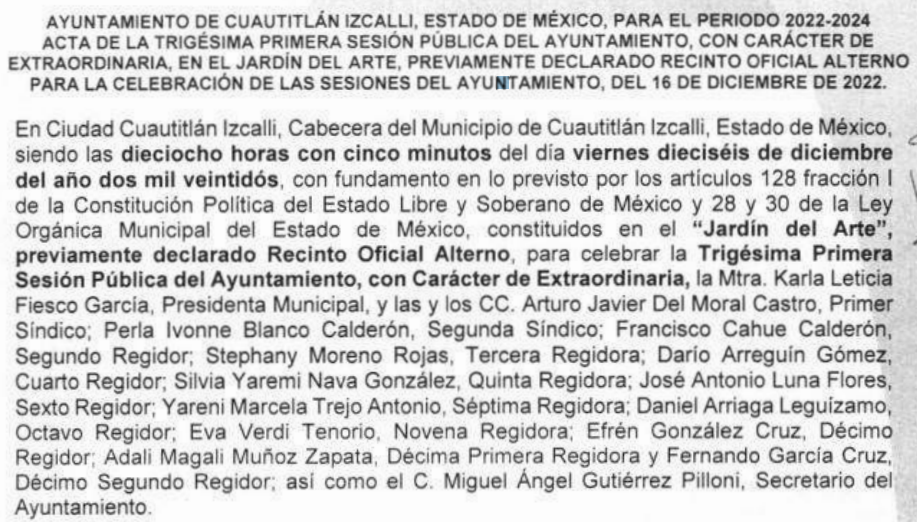 AYUNTAMIENTO DE CUAUTITLÁN IZCALLI, ESTADO DE MÉXICO, PARA EL PERIODO 2022-2024
ACTA DE LA TRIGÉSIMA PRIMERA SESIÓN PÚBLICA DEL AYUNTAMIENTO, CON CARÁCTER DE
EXTRAORDINARIA, EN EL JARDÍN DEL ARTE, PREVIAMENTE DECLARADO RECINTO OFICIAL ALTERNO
PARA LA CELEBRACIÓN DE LAS SESIONES DEL AYUNTAMIENTO, DEL 16 DE DICIEMBRE DE 2022.
En Ciudad Cuautitlán Izcalli, Cabecera del Municipio de Cuautitlán Izcalli, Estado de México,
siendo las dieciocho horas con cinco minutos del día viernes dieciséis de diciembre
del año dos mil veintidós, con fundamento en lo previsto por los artículos 128 fracción I
de la Constitución Política del Estado Libre y Soberano de México y 28 y 30 de la Ley
Orgánica Municipal del Estado de México, constituidos en el "Jardín del Arte",
previamente declarado Recinto Oficial Alterno, para celebrar la Trigésima Primera
Sesión Pública del Ayuntamiento, con Carácter de Extraordinaria, la Mtra. Karla Leticia
Fiesco García, Presidenta Municipal, y las y los CC. Arturo Javier Del Moral Castro, Primer
Síndico; Perla Ivonne Blanco Calderón, Segunda Síndico; Francisco Cahue Calderón,
Segundo Regidor; Stephany Moreno Rojas, Tercera Regidora; Darío Arreguín Gómez,
Cuarto Regidor; Silvia Yaremi Nava González, Quinta Regidora; José Antonio Luna Flores,
Sexto Regidor; Yareni Marcela Trejo Antonio, Séptima Regidora; Daniel Arriaga Leguízamo,
Octavo Regidor; Eva Verdi Tenorio, Novena Regidora; Efrén González Cruz, Décimo
Regidor; Adali Magali Muñoz Zapata, Décima Primera Regidora y Fernando García Cruz,
Décimo Segundo Regidor; así como el C. Miguel Ángel Gutiérrez Pilloni, Secretario del
Ayuntamiento.